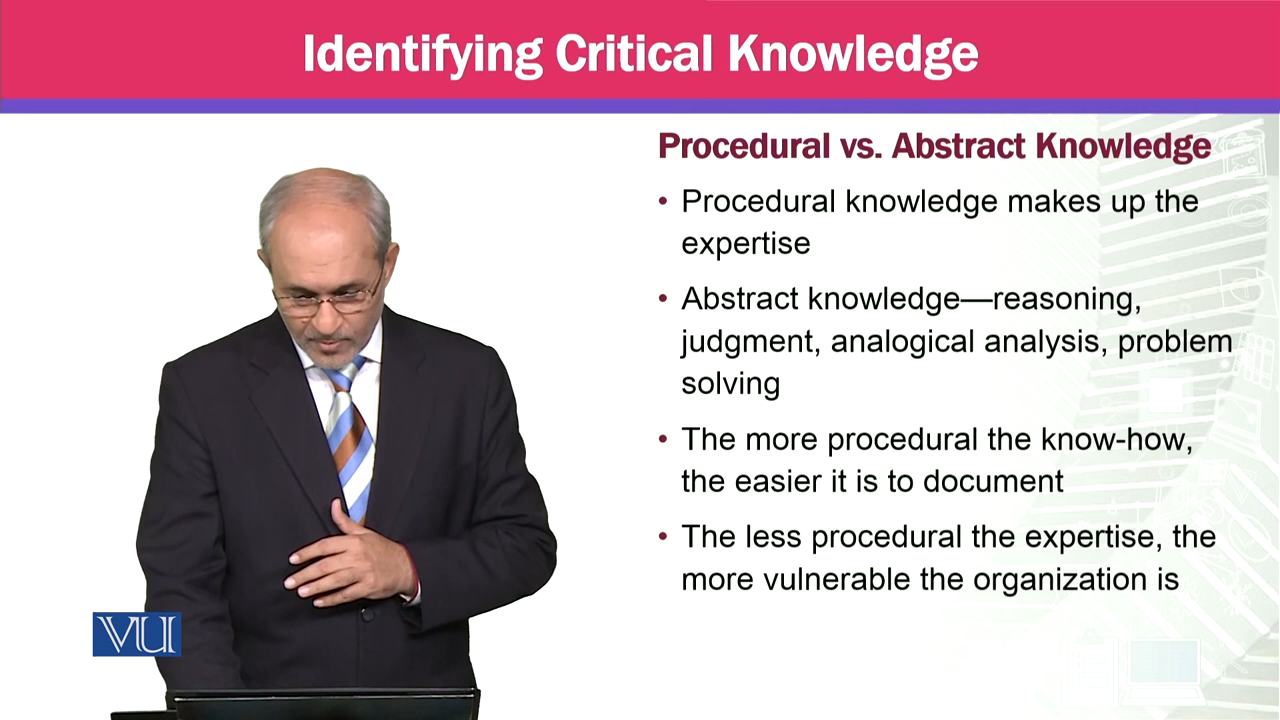 Identifying Critical Knowledge
Procedural vs. Abstract Knowledge
• Procedural knowledge makes up the
expertise
• Abstract knowledge—reasoning,
judgment, analogical analysis, problem
solving
• The more procedural the know-how,
the easier it is to document
• The less procedural the expertise, the
more vulnerable the organization is
VU